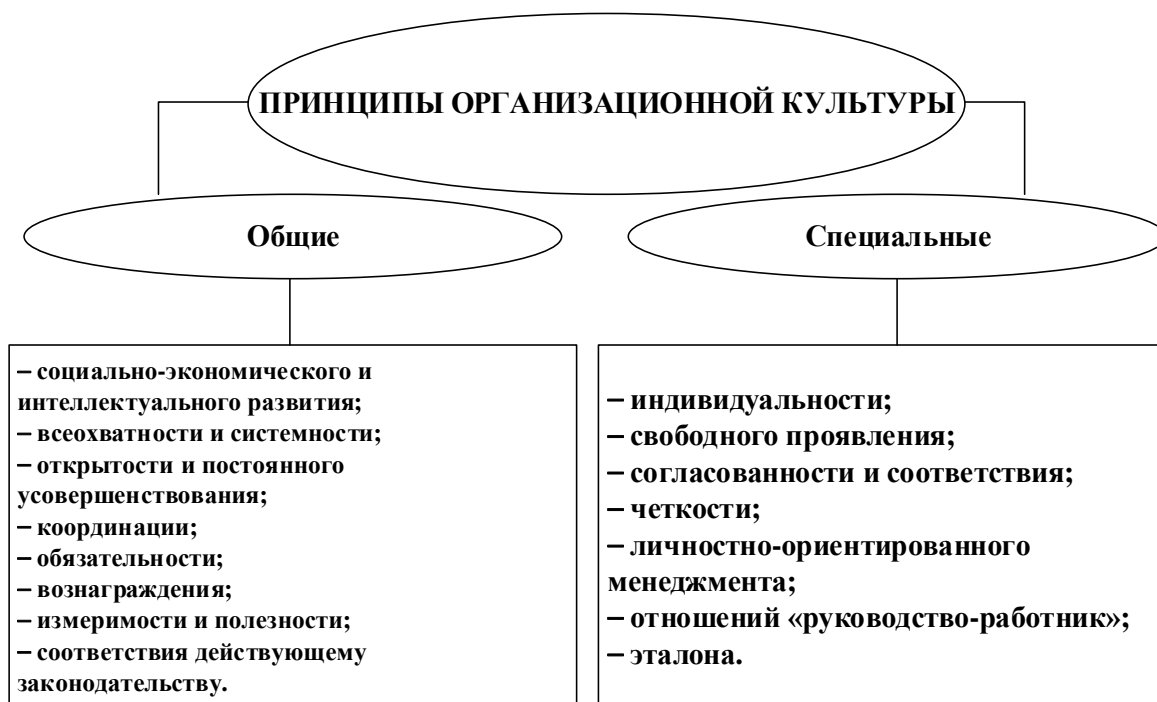 ПРИНЦИПЫ ОРГАНИЗАЦИОННОЙ КУЛЬТУРЫ
Общие
– социально-экономического и
интеллектуального развития;
– всеохватности и системности;
– открытости и постоянного
усовершенствования;
– координации;
– обязательности;
– вознаграждения;
– измеримости и полезности;
– соответствия действующему
законодательству.
Специальные
– индивидуальности;
– свободного проявления;
– согласованности и соответствия;
– четкости;
– личностно-ориентированного
менеджмента;
– отношений «руководство-работник»;
– эталона.